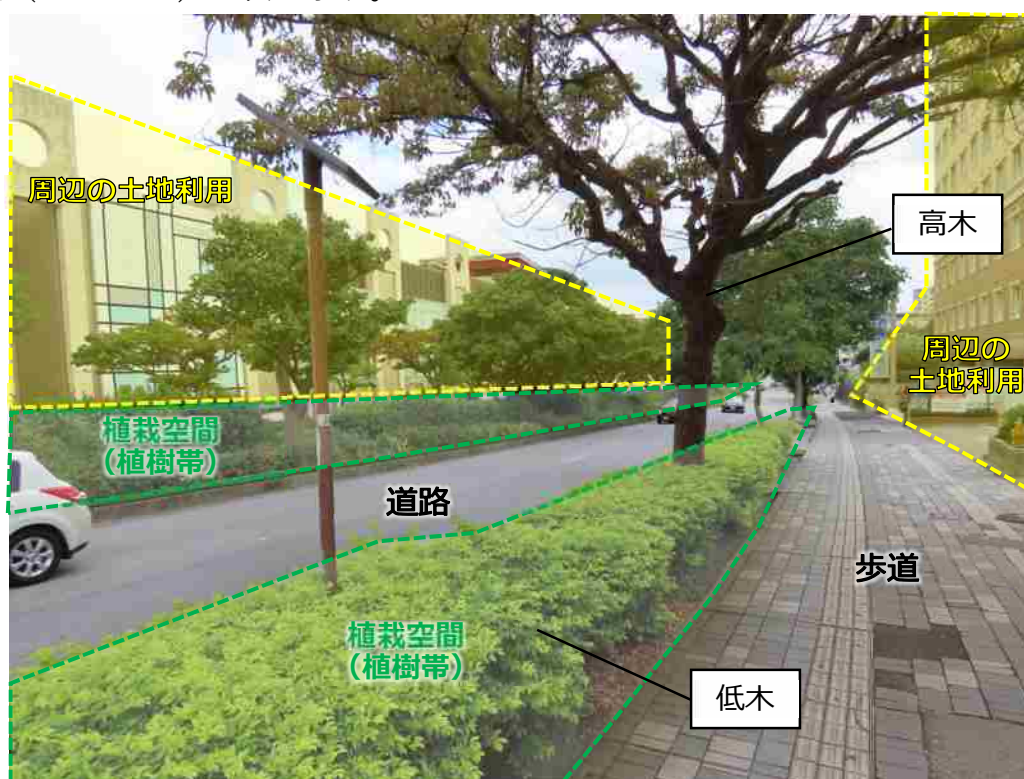 周辺の土地利用
高木
周辺の
土地利用
植栽空間
(植樹帯)
道路
歩道
植栽空間
(植樹帯)
低木